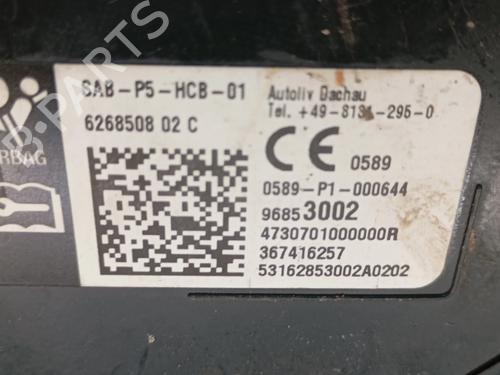 SAB-P5-HCB-01
6268508 02 C
Autoliv Dachau
Tel. +49-8131-295-0
CE 0589
0589-P1-000644
96853002
4730701000000R
367416257
53162853002A0202